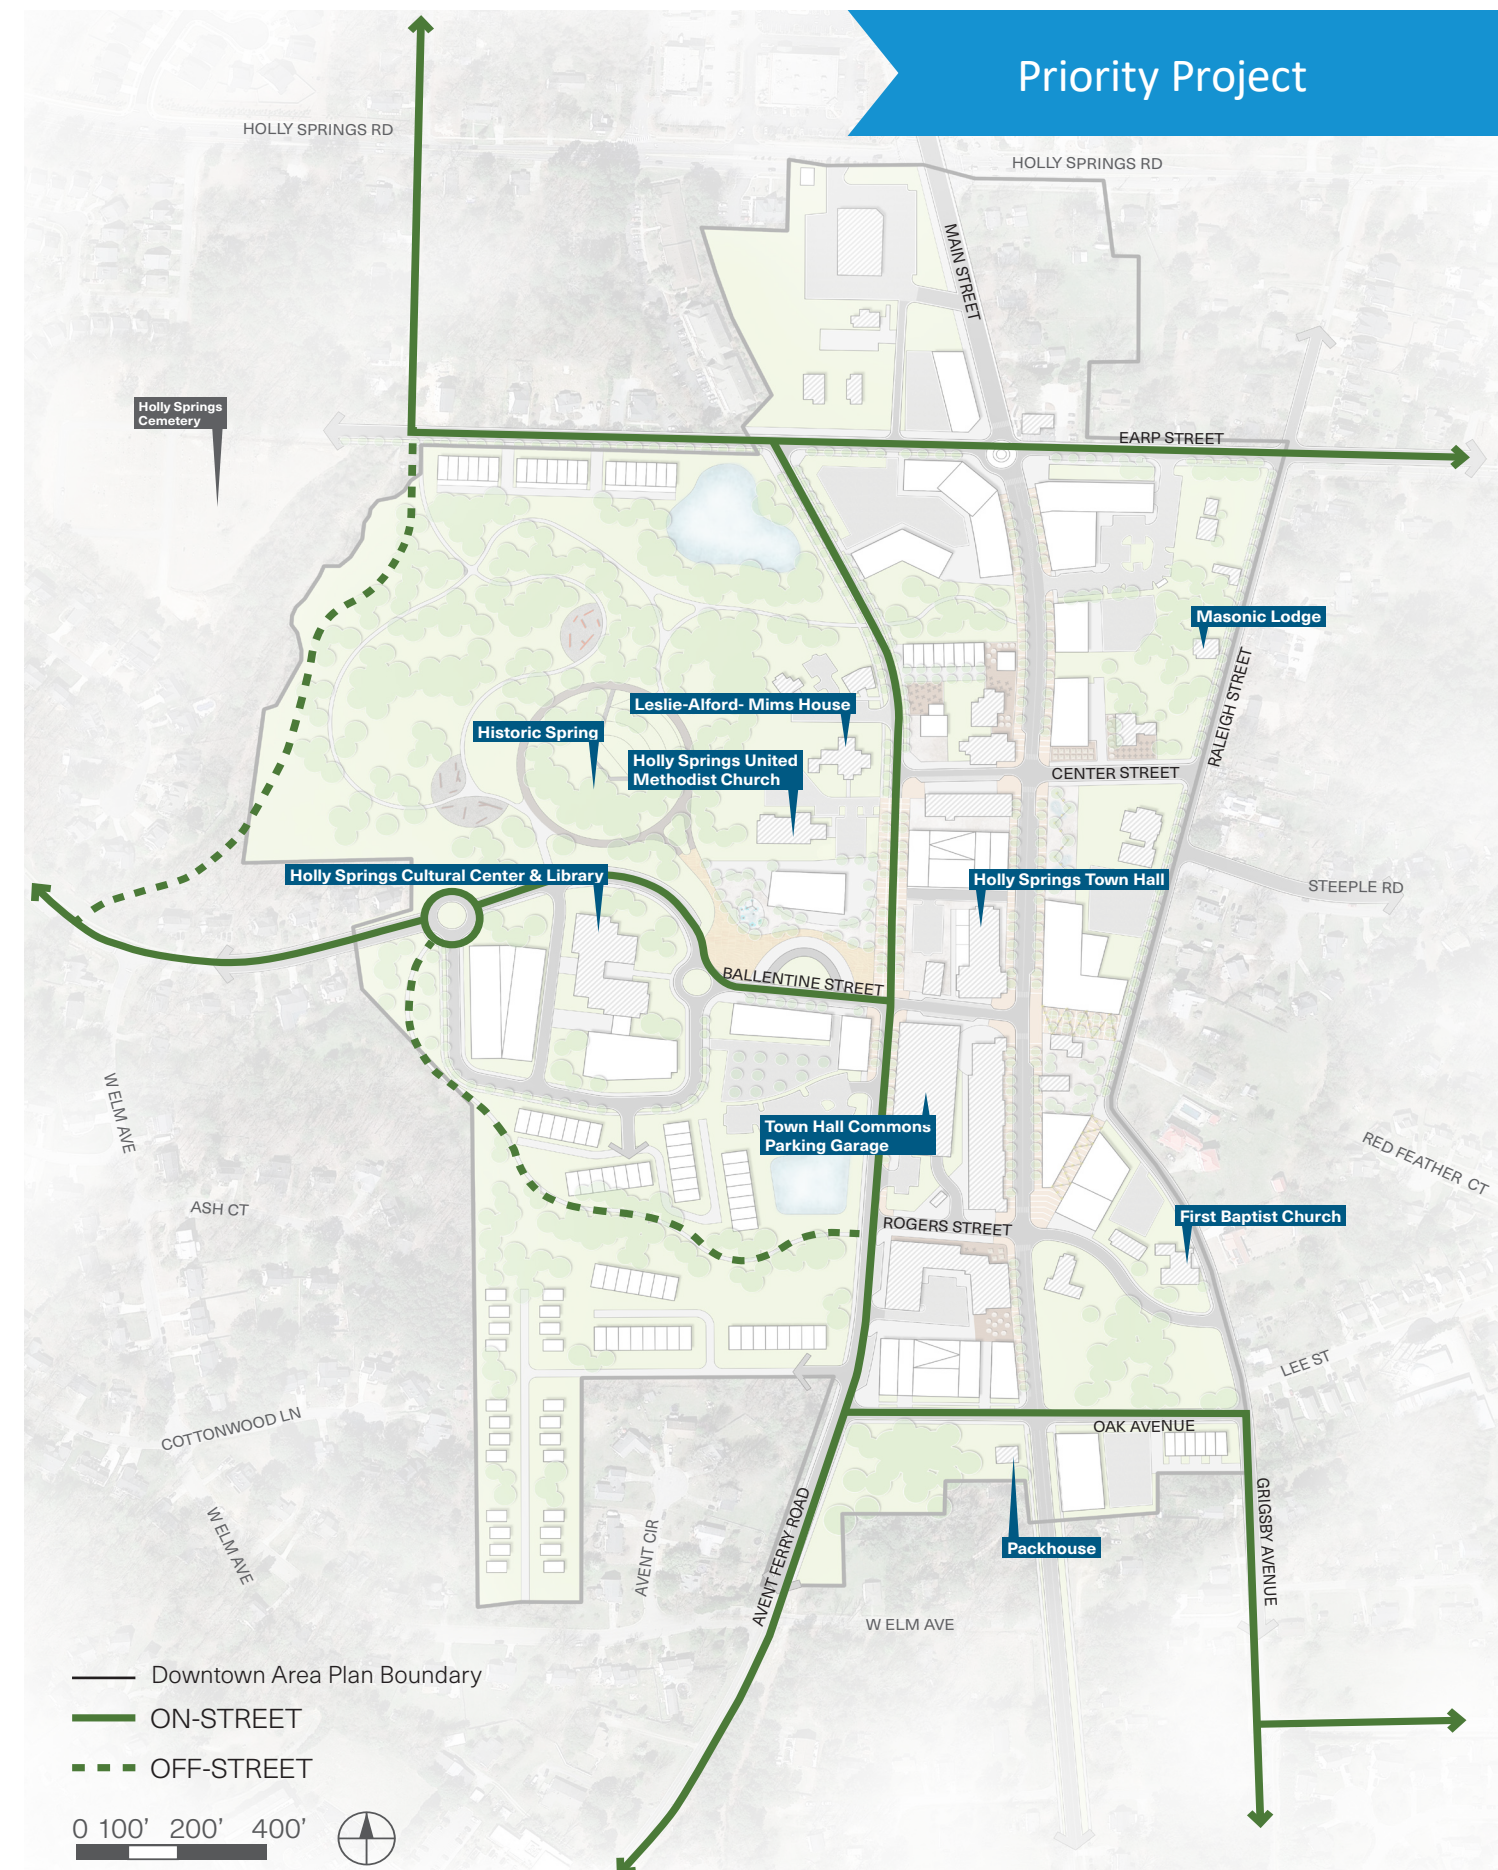 Priority Project
HOLLY SPRINGS RD
HOLLY SPRINGS RD
MAIN STREET
Holly Springs
Cemetery
EARP STREET
Masonic Lodge
RALEIGH STREET
Leslie-Alford- Mims House
Historic Spring
Holly Springs United
Methodist Church
CENTER STREET
Holly Springs Cultural Center & Library
Holly Springs Town Hall
STEEPLE RD
BALLENTINE STREET
W ELM AVE
Town Hall Commons
Parking Garage
RED FEATHER CT
ASH CT
First Baptist Church
ROGERS STREET
LEE ST
COTTONWOOD LN
OAK AVENUE
W ELM AVE
AVENT CIR
AVENT FERRY ROAD
Packhouse
GRIGSBY AVENUE
W ELM AVE
Downtown Area Plan Boundary
ON-STREET
OFF-STREET
0 100’ 200’ 400’